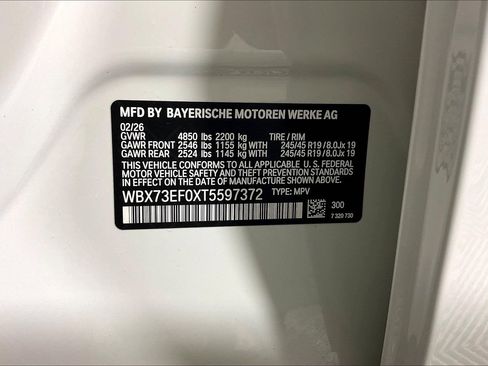 MFD BY BAYERISCHE MOTOREN WERKE AG
02/26
GVWR 4850 lbs 2200 kg TIRE / RIM
GAWR FRONT 2546 lbs 1155 kg WITH 245/45 R19 / 8.0Jx 19
GAWR REAR 2524 lbs 1145 kg WITH 245/45 R19 / 8.0Jx 19
THIS VEHICLE CONFORMS TO ALL APPLICABLE U. S. FEDERAL
MOTOR VEHICLE SAFETY AND THEFT PREVENTION STANDARDS
IN EFFECT ON THE DATE OF MANUFACTURE SHOWN ABOVE.
WBX73EF0XT5597372 TYPE: MPV
300
7 320 730